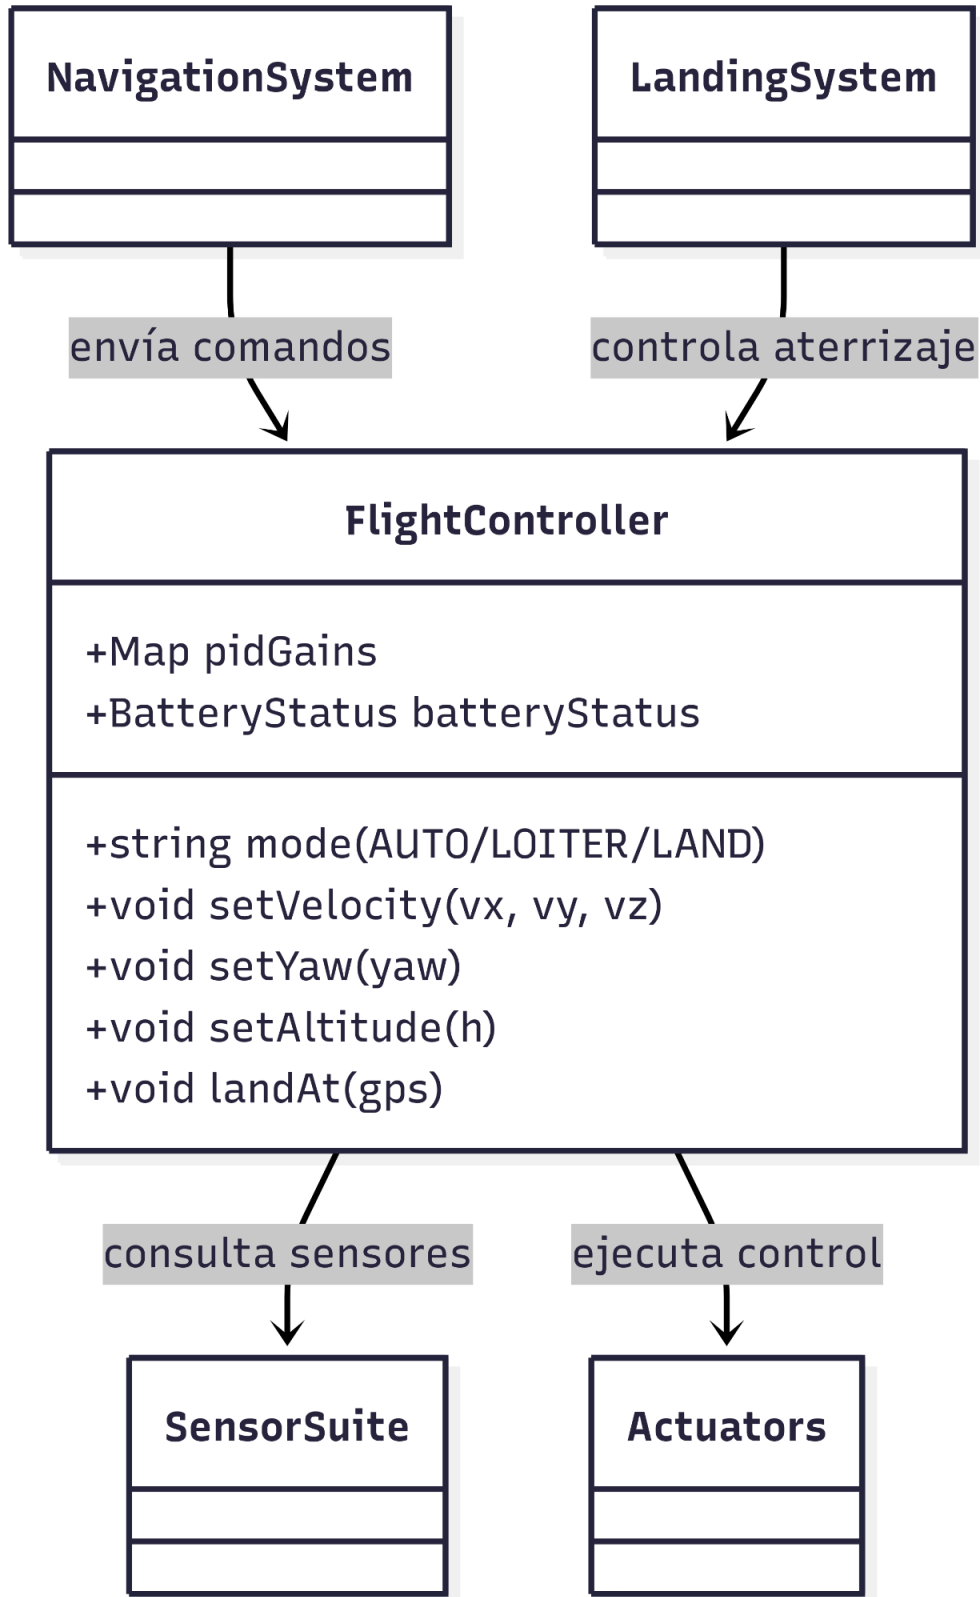 NavigationSystem
LandingSystem
envía comandos
controla aterrizaje
FlightController
+Map pidGains
+BatteryStatus batteryStatus
+string mode(AUTO/LOITER/LAND)
+void setVelocity(vx, vy, vz)
+void setYaw(yaw)
+void setAltitude(h)
+void landAt(gps)
consulta sensores
ejecuta control
SensorSuite
Actuators